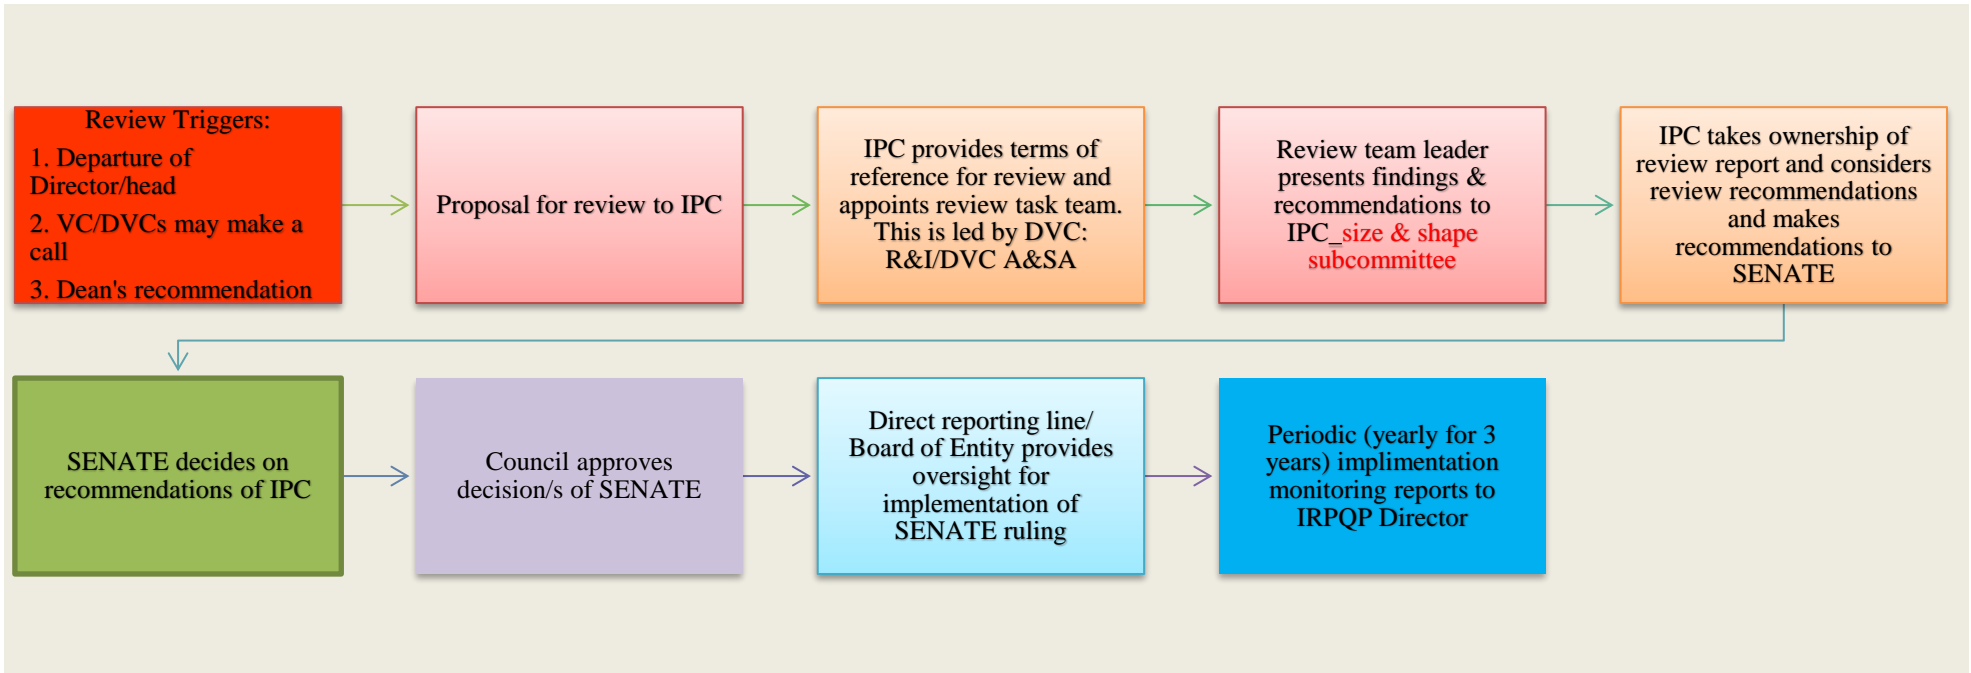 Review Triggers:
1. Departure of
Director/head
2. VC/DVCs may make a
call
3. Dean's recommendation
Proposal for review to IPC
IPC provides terms of
reference for review and
appoints review task team.
This is led by DVC:
R&I/DVC A&SA
Review team leader
presents findings &
recommendations to
IPC_size & shape
subcommittee
IPC takes ownership of
review report and considers
review recommendations
and makes
recommendations to
SENATE
SENATE decides on
recommendations of IPC
Council approves
decision/s of SENATE
Direct reporting line/
Board of Entity provides
oversight for
implementation of
SENATE ruling
Periodic (yearly for 3
years) implimentation
monitoring reports to
IRPQP Director